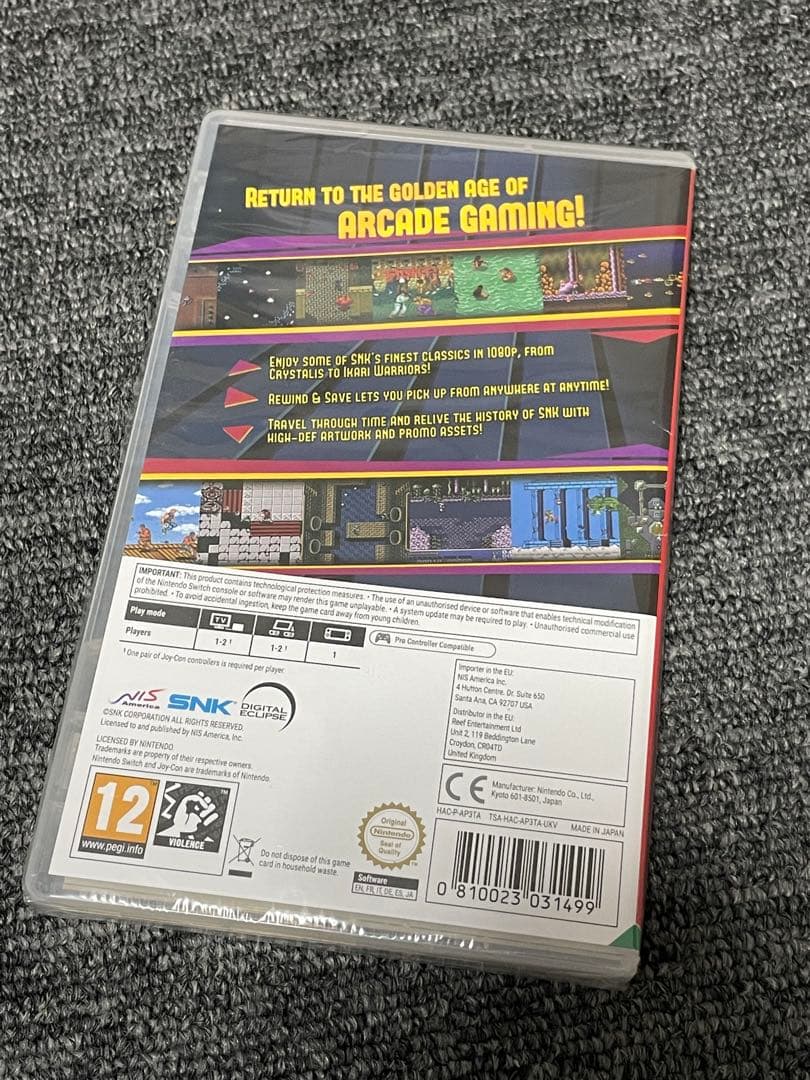 RETURN TO THE GOLDEN AGE OF
ARCADE GAMING!
ENJOY SOME OF SNK'S FINEST CLASSICS IN 1080P, FROM
CRYSTALIS TO IKARI WARRIORS!
REWIND & SAVE LETS YOU PICK UP FROM ANYWHERE AT ANYTIME!
TRAVEL THROUGH TIME AND RELIVE THE HISTORY OF SNK WITH
HIGH-DEF ARTWORK AND PROMO ASSETS!
IMPORTANT: This product contains technological protection measures. • The use of an unauthorised device or software that enables technical modification
of the Nintendo Switch console or software may render this game unplayable. • A system update may be required to play. • Unauthorised commercial use
prohibited. • To avoid accidental ingestion, keep the game card away from young children.
Play mode
TV
Pro Controller Compatible
Players
1-2¹
1-2¹
1
¹ One pair of Joy-Con controllers is required per player.
NIS
America
SNK
DIGITAL
ECLIPSE
©SNK CORPORATION ALL RIGHTS RESERVED.
Licensed to and published by NIS America, Inc.
LICENSED BY NINTENDO.
Trademarks are property of their respective owners.
Nintendo Switch and Joy-Con are trademarks of Nintendo.
Importer in the EU:
NIS America Inc.
4 Hutton Centre. Dr. Suite 650
Santa Ana, CA 92707 USA
Distributor in the EU:
Reef Entertainment Ltd
Unit 2, 119 Beddington Lane
Croydon, CR04TD
United Kingdom
CE
Manufacturer: Nintendo Co., Ltd.,
Kyoto 601-8501, Japan
HAC-P-AP3TA TSA-HAC-AP3TA-UKV MADE IN JAPAN
12
www.pegi.info
VIOLENCE
TM
Do not dispose of this game
card in household waste.
Original
Nintendo
Seal of
Quality
Software
EN, FR, IT, DE, ES, JA
0 810023 031499